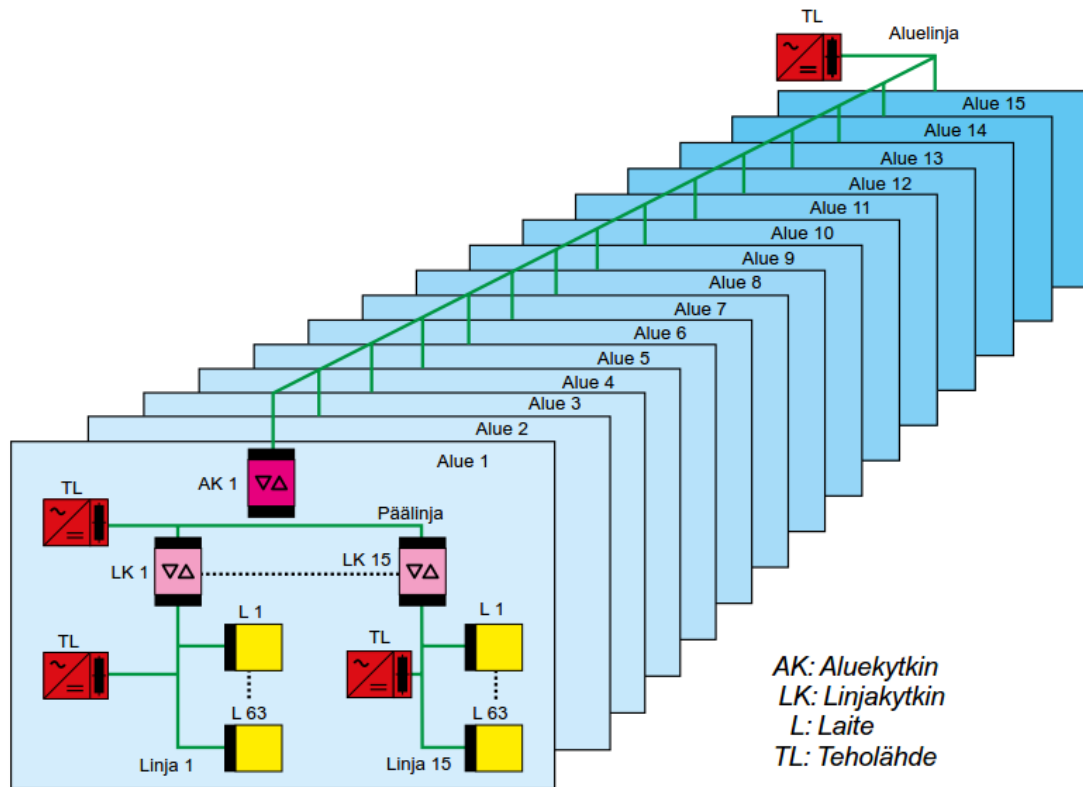 TL
Aluelinja
Alue 15
Alue 14
Alue 13
Alue 12
Alue 11
Alue 10
Alue 9
Alue 8
Alue 7
Alue 6
Alue 5
Alue 4
Alue 3
Alue 2
Alue 1
AK 1
TL
Päälinja
LK 1
LK 15
L 1
L 1
TL
TL
L 63
L 63
Linja 1
Linja 15
AK: Aluekytkin
LK: Linjakytkin
L: Laite
TL: Teholähde